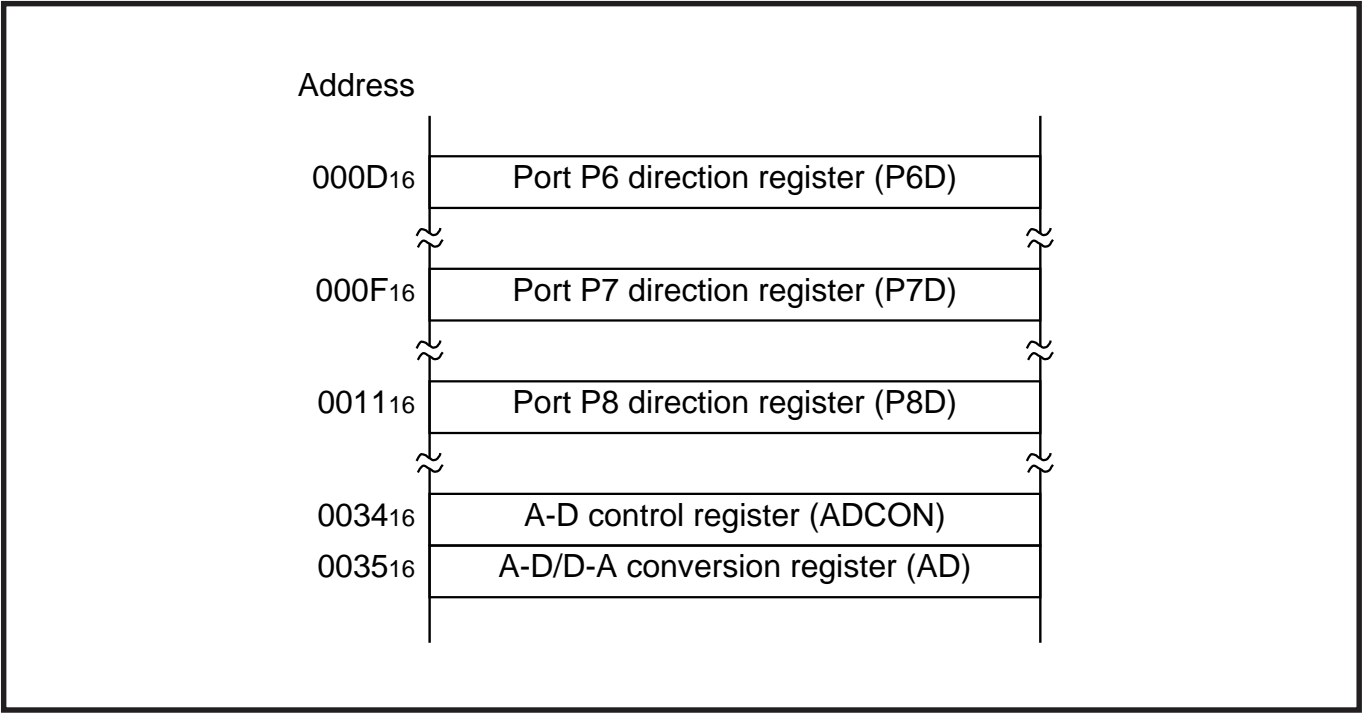 Address
000D16 Port P6 direction register (P6D)
000F16 Port P7 direction register (P7D)
001116 Port P8 direction register (P8D)
003416 A-D control register (ADCON)
003516 A-D/D-A conversion register (AD)